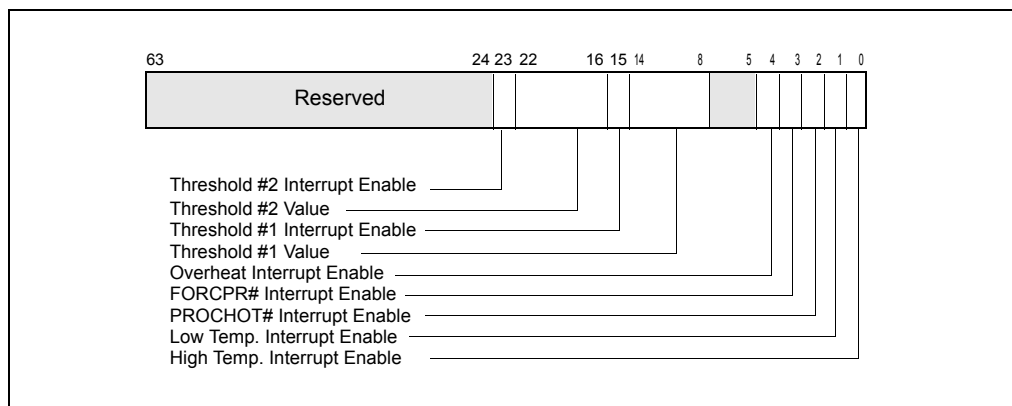 63 24 23 22 16 15 14 8 5 4 3 2 1 0
Reserved
Threshold #2 Interrupt Enable
Threshold #2 Value
Threshold #1 Interrupt Enable
Threshold #1 Value
Overheat Interrupt Enable
FORCPR# Interrupt Enable
PROCHOT# Interrupt Enable
Low Temp. Interrupt Enable
High Temp. Interrupt Enable